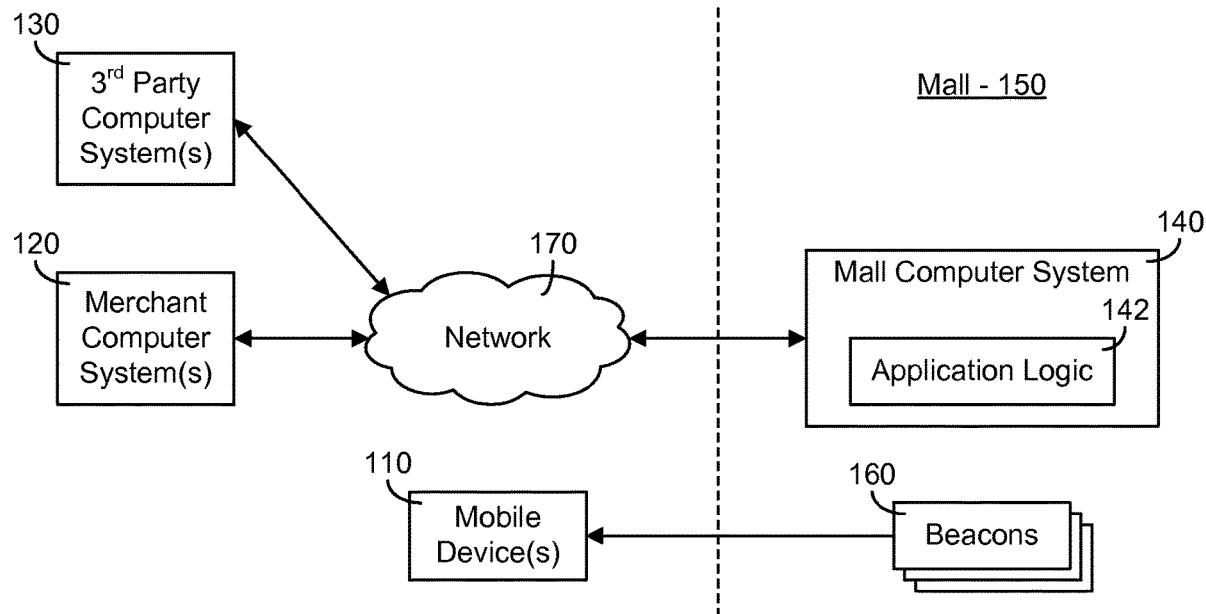 130
3rd Party
Computer
System(s)
Mall - 150
120
Merchant
Computer
System(s)
170
Network
140
Mall Computer System
142
Application Logic
110
Mobile
Device(s)
160
Beacons